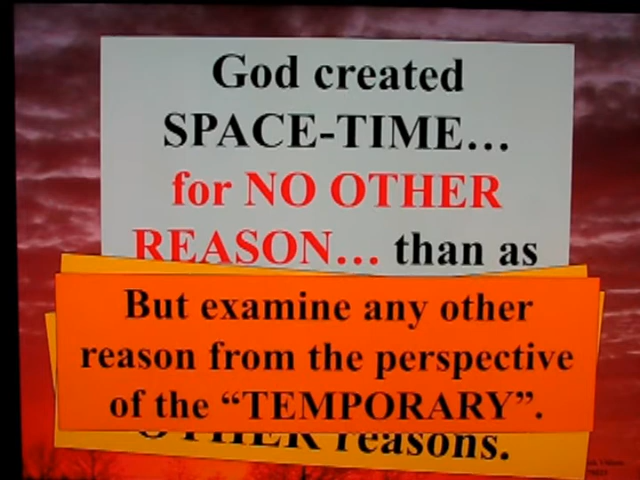 God created
SPACE-TIME...
for NO OTHER
REASON... than as
But examine any other
reason from the perspective
of the “TEMPORARY”.
OTHER reasons.